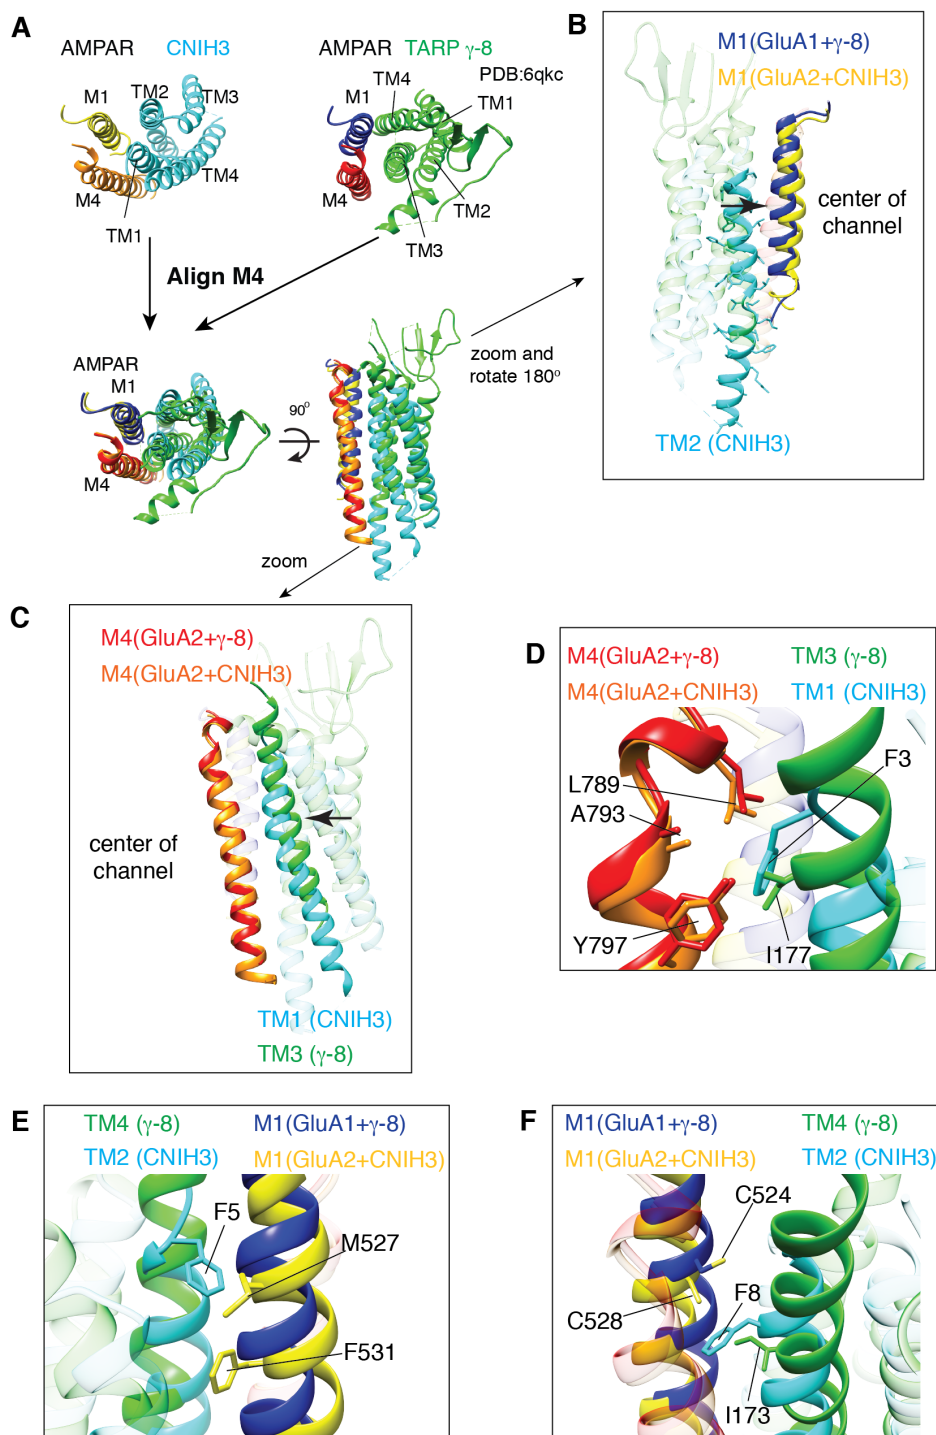 A
AMPAR CNIH3
M1 TM2 TM3
M4 TM4
TM1
AMPAR TARP γ-8
PDB:6qkc
TM4
M1 TM1
M4
TM2
TM3
Align M4
AMPAR
M1
M4
90o
zoom and
rotate 180o
zoom
B
M1(GluA1+γ-8)
M1(GluA2+CNIH3)
center of
channel
TM2 (CNIH3)
C
M4(GluA2+γ-8)
M4(GluA2+CNIH3)
center of
channel
TM1 (CNIH3)
TM3 (γ-8)
D
M4(GluA2+γ-8) TM3 (γ-8)
M4(GluA2+CNIH3) TM1 (CNIH3)
F3
L789
A793
Y797
I177
E
TM4 (γ-8) M1(GluA1+γ-8)
TM2 (CNIH3) M1(GluA2+CNIH3)
F5
M527
F531
F
M1(GluA1+γ-8) TM4 (γ-8)
M1(GluA2+CNIH3) TM2 (CNIH3)
C524
F8
C528
I173